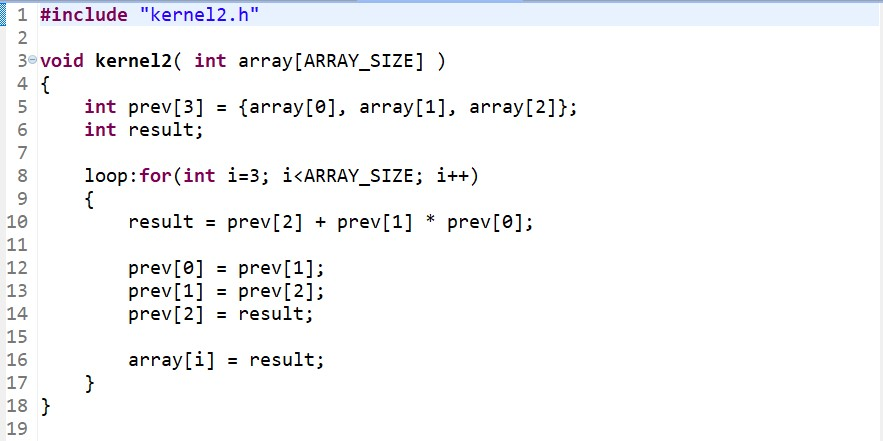 1 #include "kernel2.h"
2
3 void kernel2( int array[ARRAY_SIZE] )
4 {
5     int prev[3] = {array[0], array[1], array[2]};
6     int result;
7
8     loop:for(int i=3; i<ARRAY_SIZE; i++)
9     {
10         result = prev[2] + prev[1] * prev[0];
11
12         prev[0] = prev[1];
13         prev[1] = prev[2];
14         prev[2] = result;
15
16         array[i] = result;
17     }
18 }
19